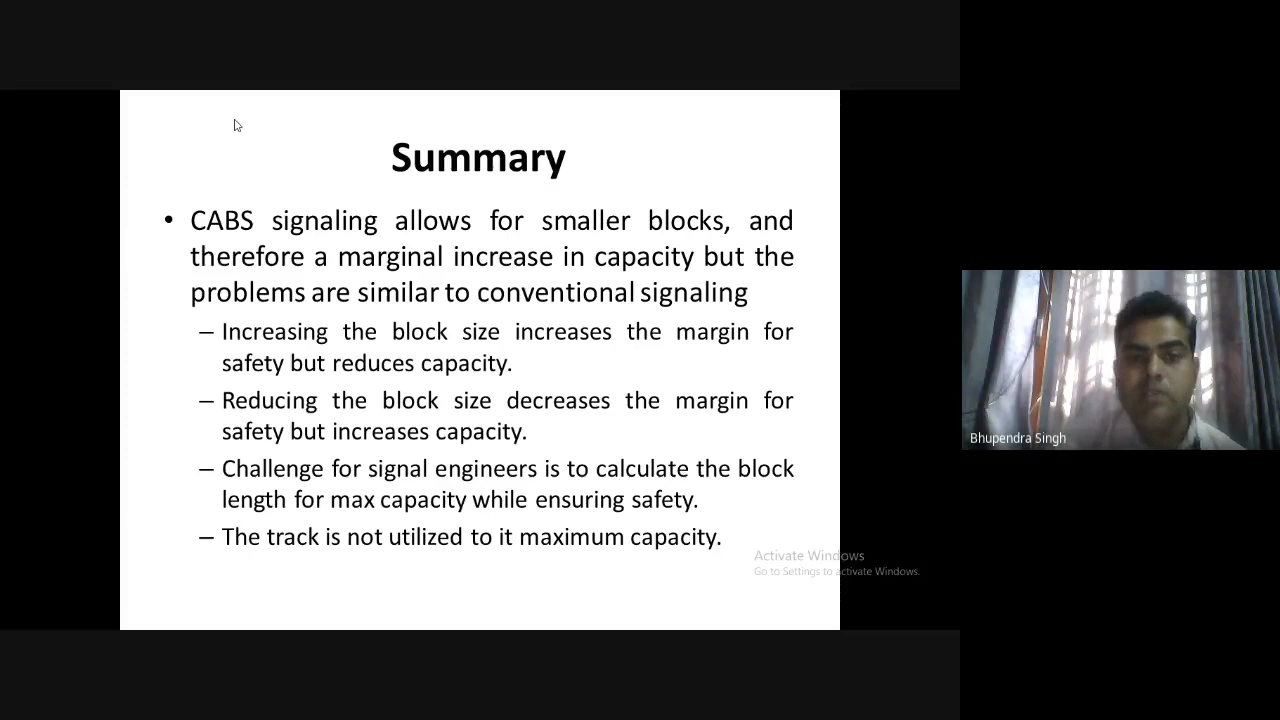 Summary
• CABS signaling allows for smaller blocks, and
therefore a marginal increase in capacity but the
problems are similar to conventional signaling
– Increasing the block size increases the margin for
safety but reduces capacity.
– Reducing the block size decreases the margin for
safety but increases capacity.
– Challenge for signal engineers is to calculate the block
length for max capacity while ensuring safety.
– The track is not utilized to it maximum capacity.
Activate Windows
Go to Settings to activate Windows.
Bhupendra Singh